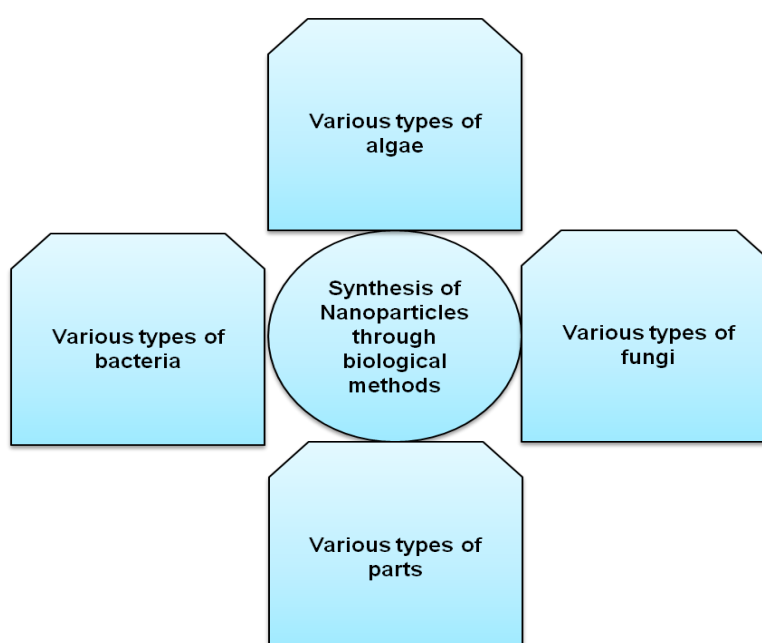 Various types of
algae
Various types of
bacteria
Synthesis of
Nanoparticles
through
biological
methods
Various types of
fungi
Various types of
parts